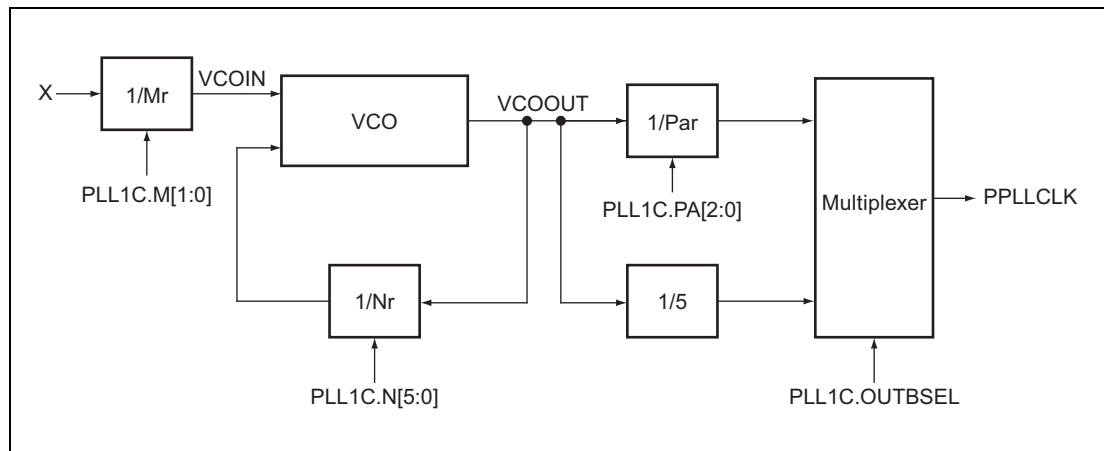 X
1/Mr
VCOIN
VCO
VCOOUT
1/Par
Multiplexer
PPLLCLK
PLL1C.M[1:0]
PLL1C.PA[2:0]
1/Nr
1/5
PLL1C.N[5:0]
PLL1C.OUTBSEL